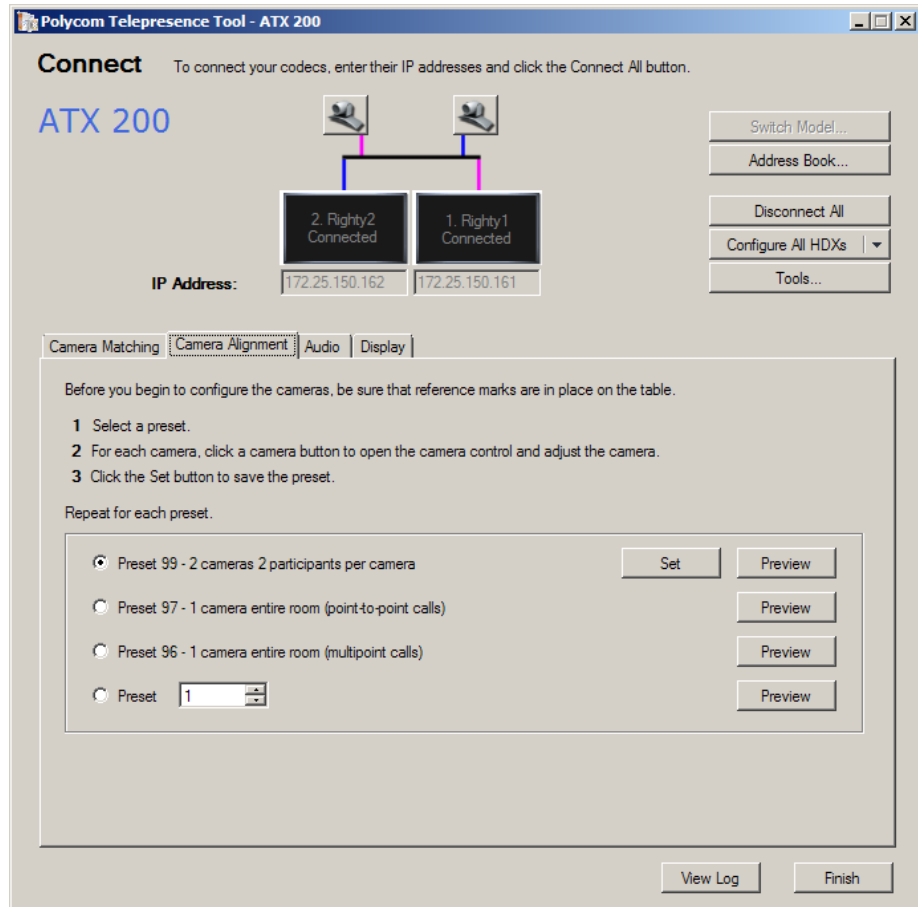 Polycom Telepresence Tool - ATX 200
Connect To connect your codecs, enter their IP addresses and click the Connect All button.
ATX 200
Switch Model...
Address Book...
2. Righty2
Connected
1. Righty1
Connected
Disconnect All
Configure All HDXs
Tools...
IP Address: 172.25.150.162 172.25.150.161
Camera Matching Camera Alignment Audio Display
Before you begin to configure the cameras, be sure that reference marks are in place on the table.
1 Select a preset.
2 For each camera, click a camera button to open the camera control and adjust the camera.
3 Click the Set button to save the preset.
Repeat for each preset.
Preset 99 - 2 cameras 2 participants per camera Set Preview
Preset 97 - 1 camera entire room (point-to-point calls) Preview
Preset 96 - 1 camera entire room (multipoint calls) Preview
Preset 1 Preview
View Log Finish